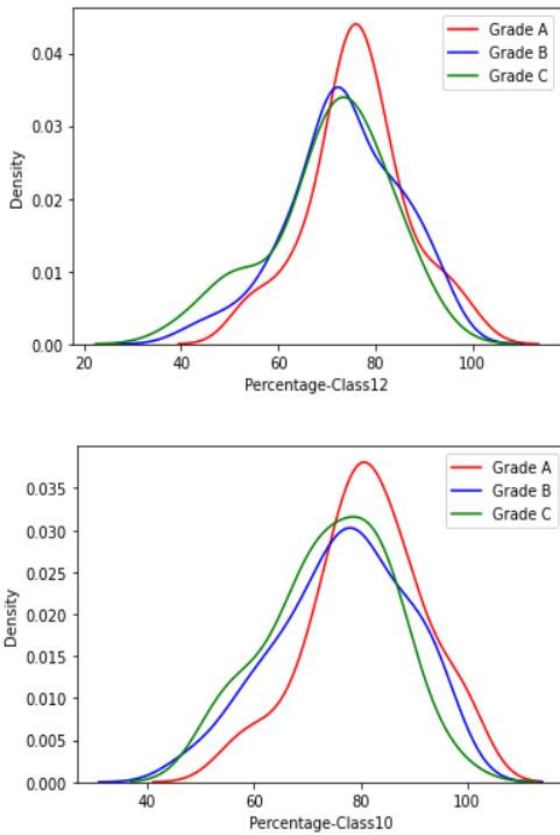 Grade A
Grade B
Grade C
0.04
0.03
0.02
0.01
0.00
Density
20 40 60 80 100
Percentage-Class12
Grade A
Grade B
Grade C
0.035
0.030
0.025
0.020
0.015
0.010
0.005
0.000
Density
40 60 80 100
Percentage-Class10